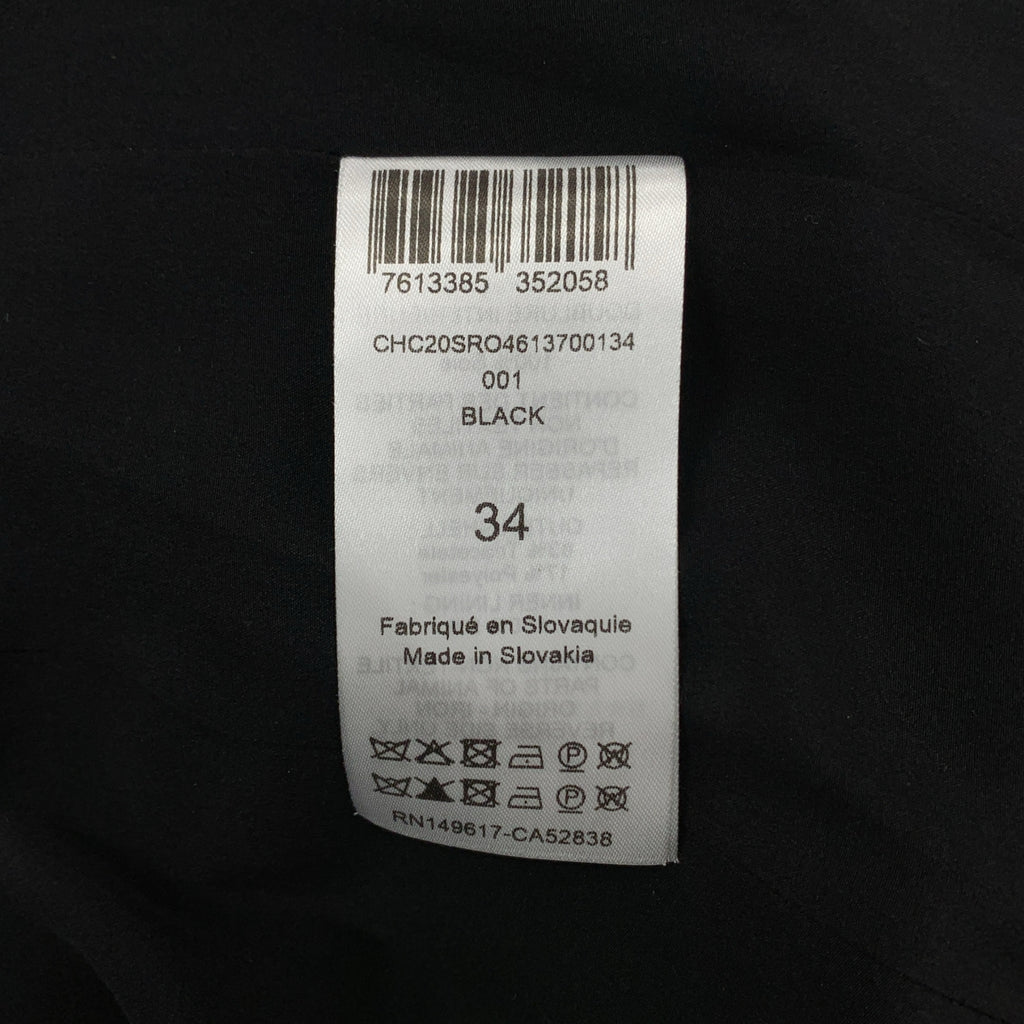 7613385 352058
CHC20SRO4613700134
001
BLACK
34
Fabriqué en Slovaquie
Made in Slovakia
RN149617-CA52838